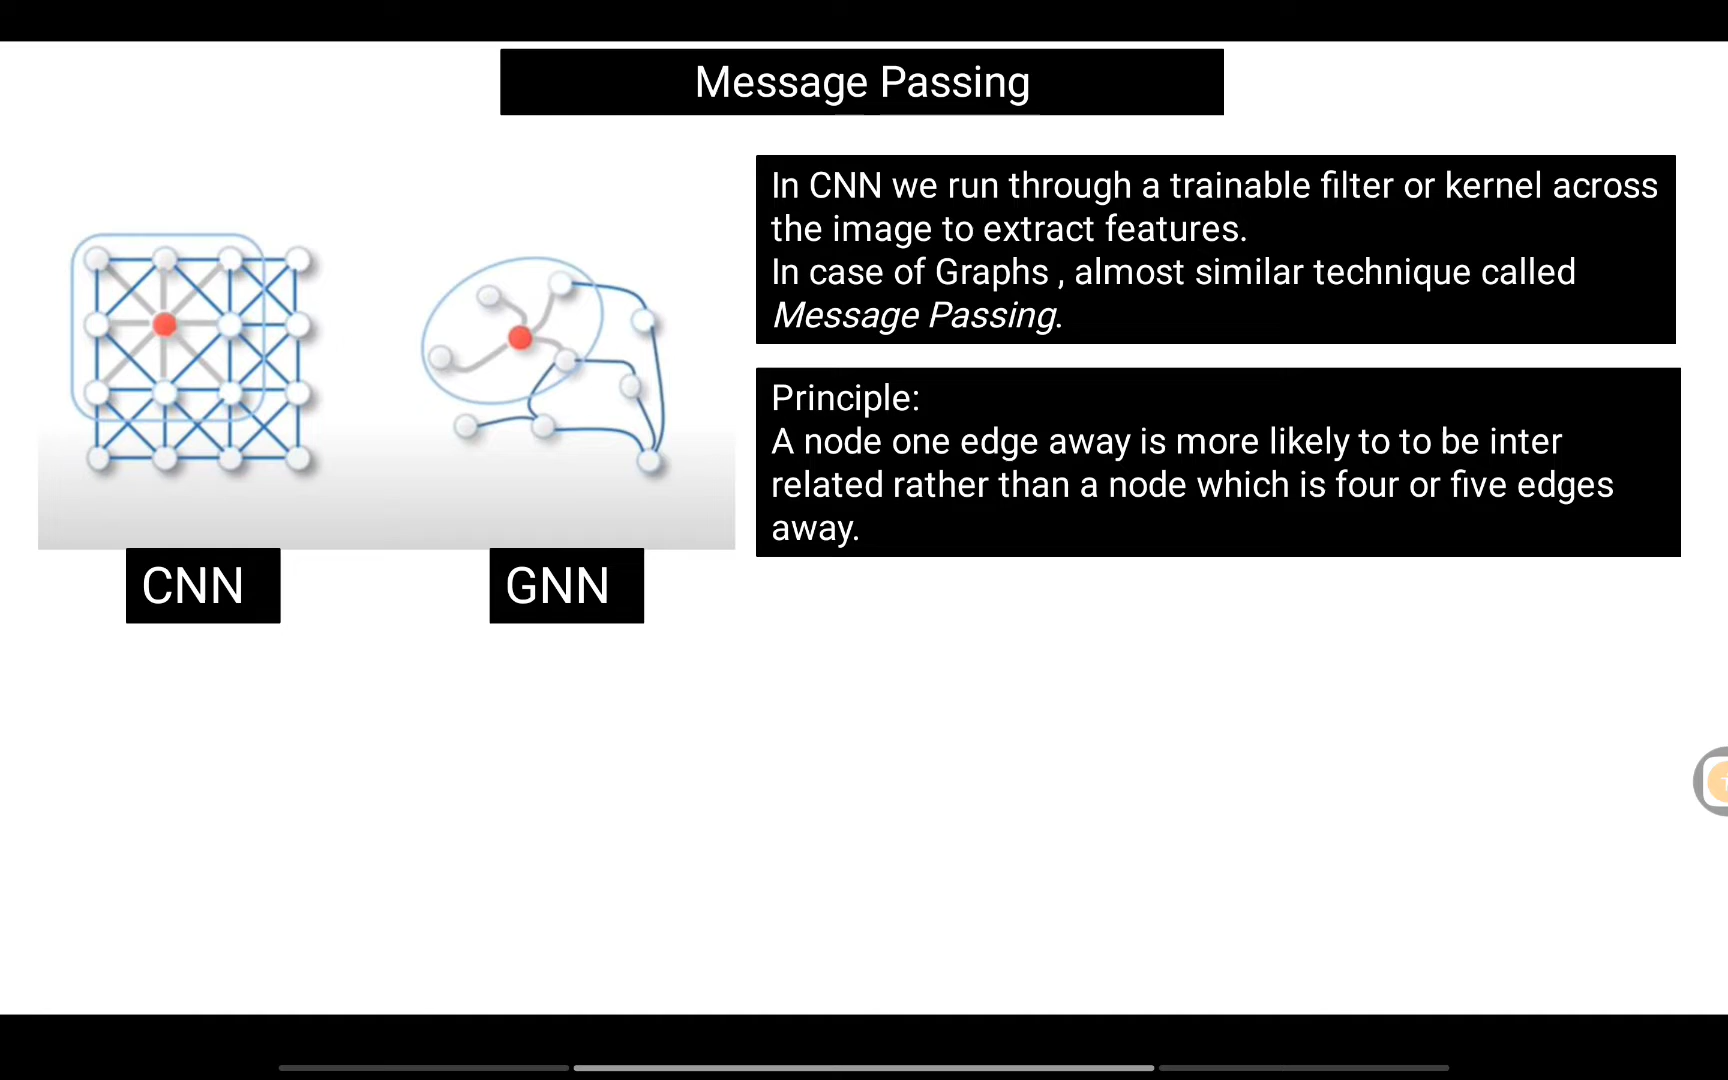 Message Passing
In CNN we run through a trainable filter or kernel across
the image to extract features.
In case of Graphs , almost similar technique called
Message Passing.
Principle:
A node one edge away is more likely to to be inter
related rather than a node which is four or five edges
away.
CNN
GNN